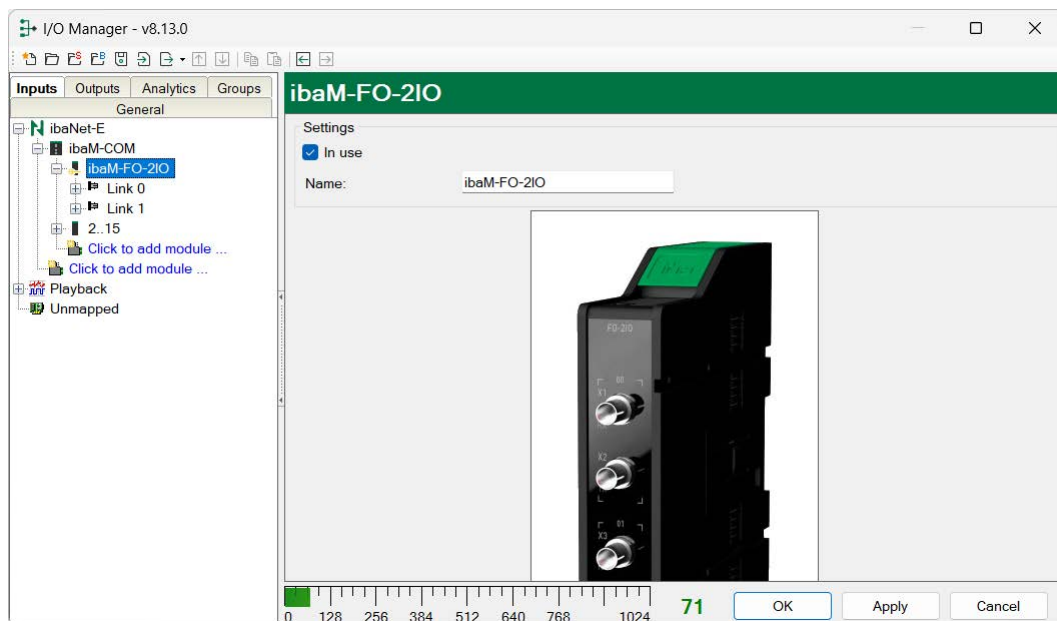 I/O Manager - v8.13.0
Inputs Outputs Analytics Groups
General
ibaNet-E
ibaM-COM
ibaM-FO-2IO
Link 0
Link 1
2..15
Click to add module ...
Click to add module ...
Playback
Unmapped
ibaM-FO-2IO
Settings
In use
Name: ibaM-FO-2IO
FO-2IO
00
X1
X2
01
X3
0 128 256 384 512 640 768 1024
71
OK Apply Cancel